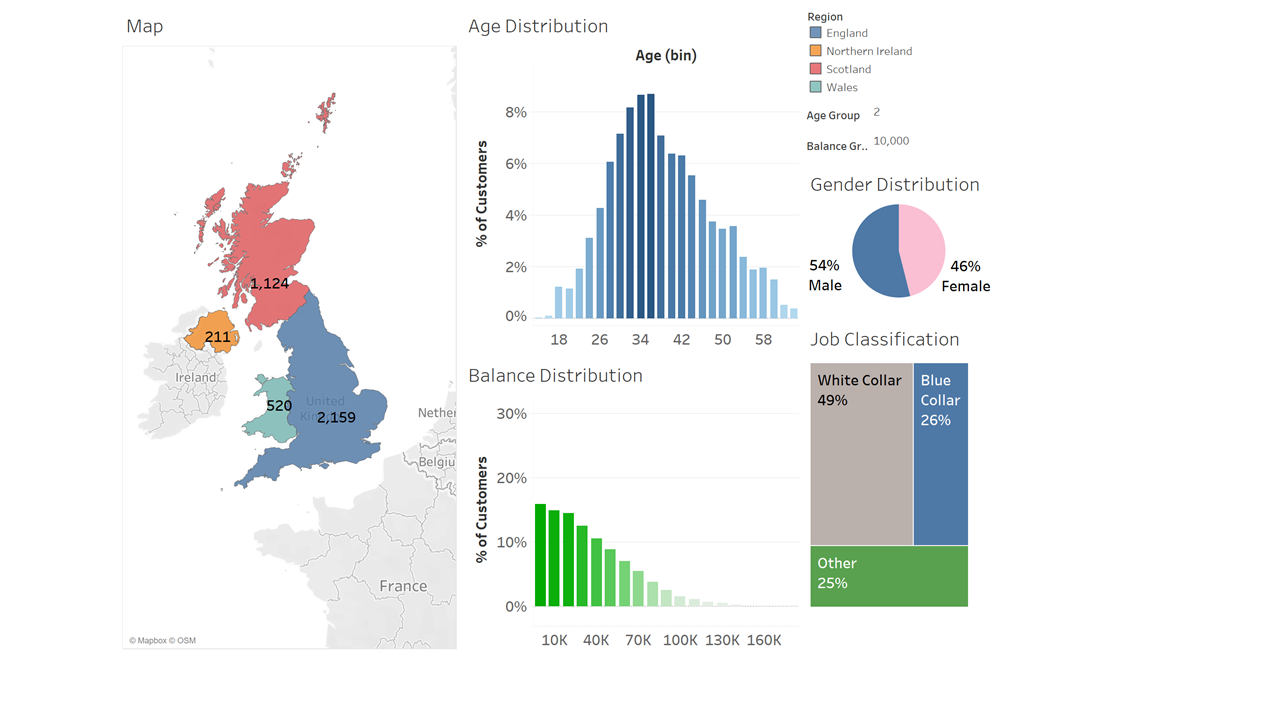 Map
1,124
211
Ireland
520
United
2,159
Nether
Belgiu
France
© Mapbox © OSM
Age Distribution
Age (bin)
% of Customers
8%
6%
4%
2%
0%
18 26 34 42 50 58
Balance Distribution
% of Customers
30%
20%
10%
0%
10K 40K 70K 100K 130K 160K
Region
England
Northern Ireland
Scotland
Wales
Age Group 2
Balance Gr.. 10,000
Gender Distribution
54%
Male
46%
Female
Job Classification
White Collar
49%
Blue
Collar
26%
Other
25%